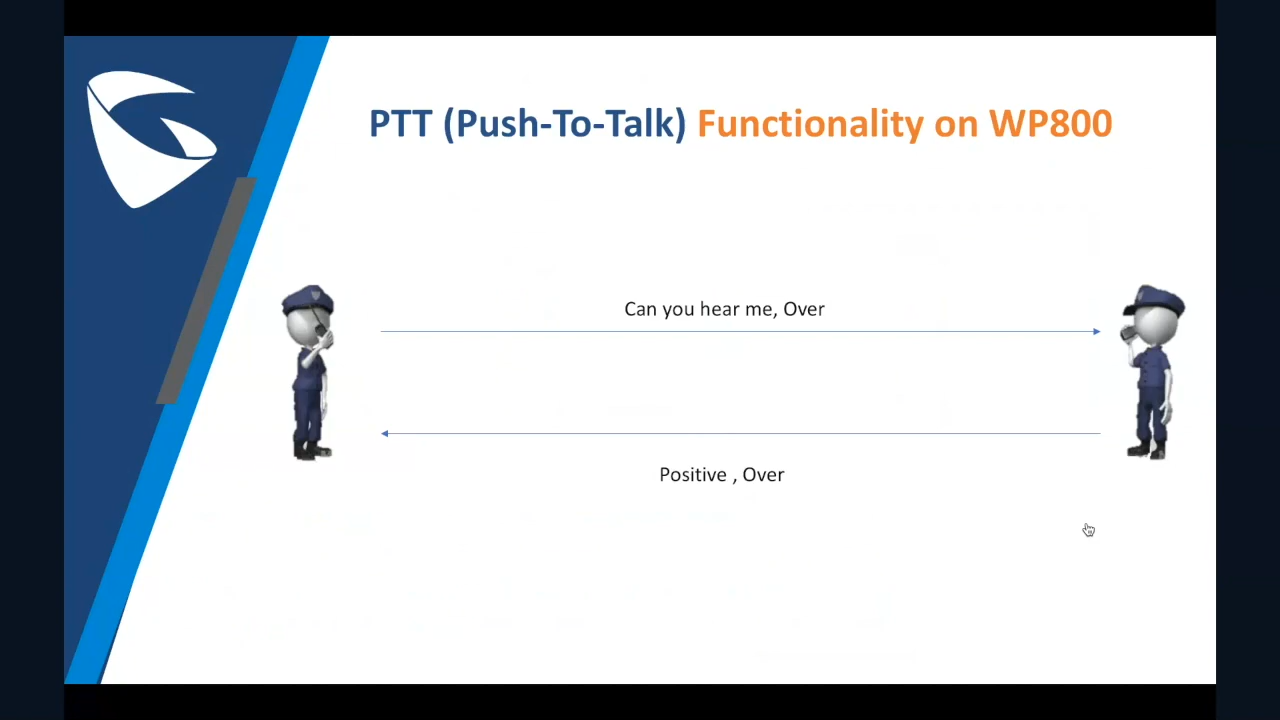 PTT (Push-To-Talk) Functionality on WP800
Can you hear me, Over
Positive , Over